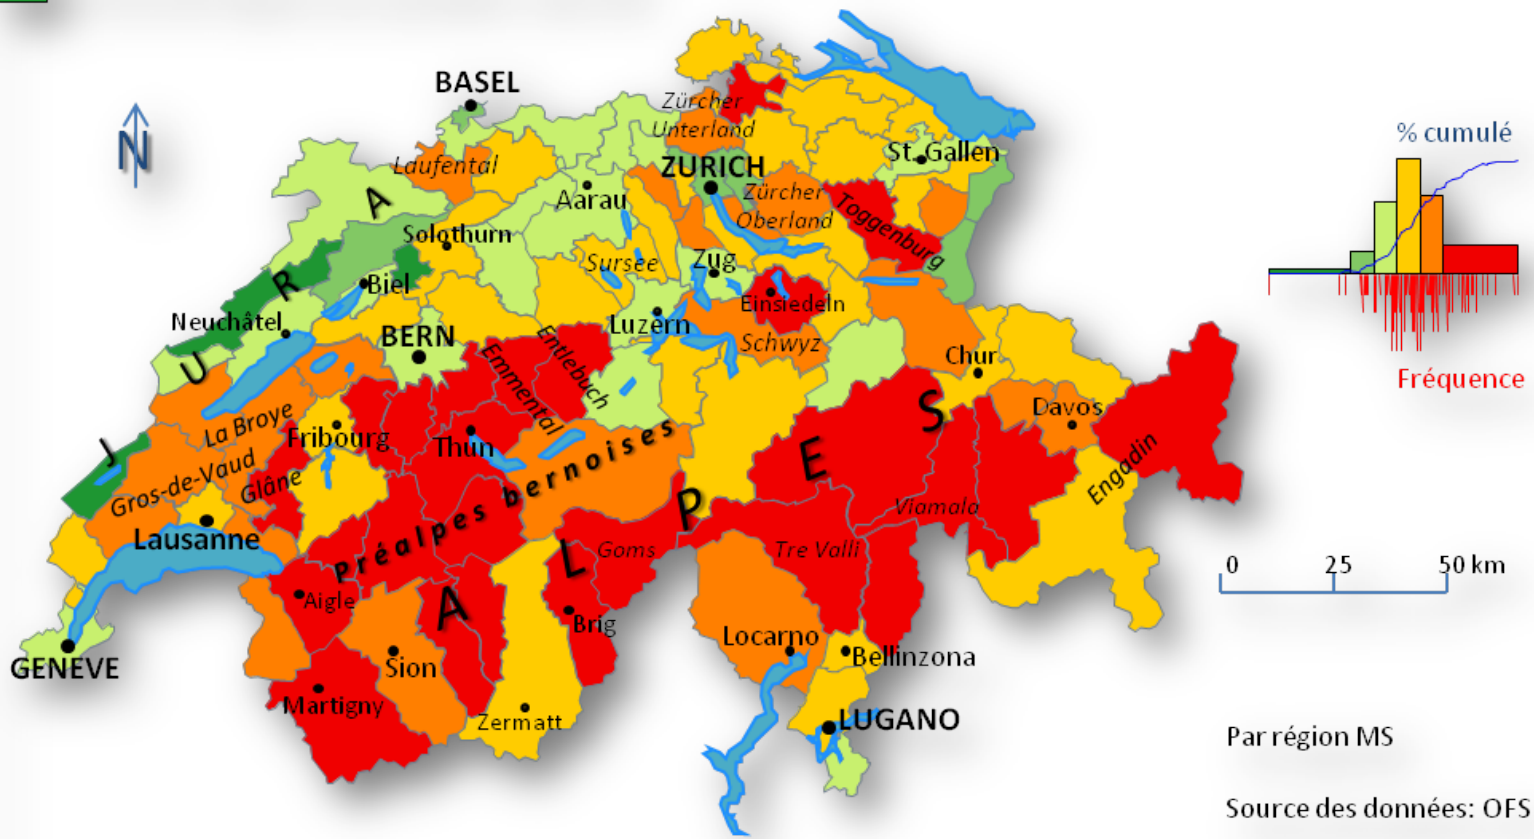 BASEL
N
Zürcher
Unterland
% cumulé
Laufental
ZURICH
St. Gallen
A
Aarau
Zürcher
Oberland
Toggenburg
Solothurn
Sursee
Zug
R
Biel
Einsiedeln
Neuchâtel
Luzern
BERN
Entlebuch
Schwyz
U
Emmental
Chur
Fréquence
La Broye
S
Davos
J
Fribourg
Thun
E
Gros-de-Vaud
Glâne
Préalpes bernoises
Engadin
P
Viamala
Lausanne
L
Goms
Tre Valli
0 25 50 km
Aigle
A
Brig
GENEVE
Sion
Locarno
Bellinzona
Martigny
Zermatt
LUGANO
Par région MS
Source des données: OFS